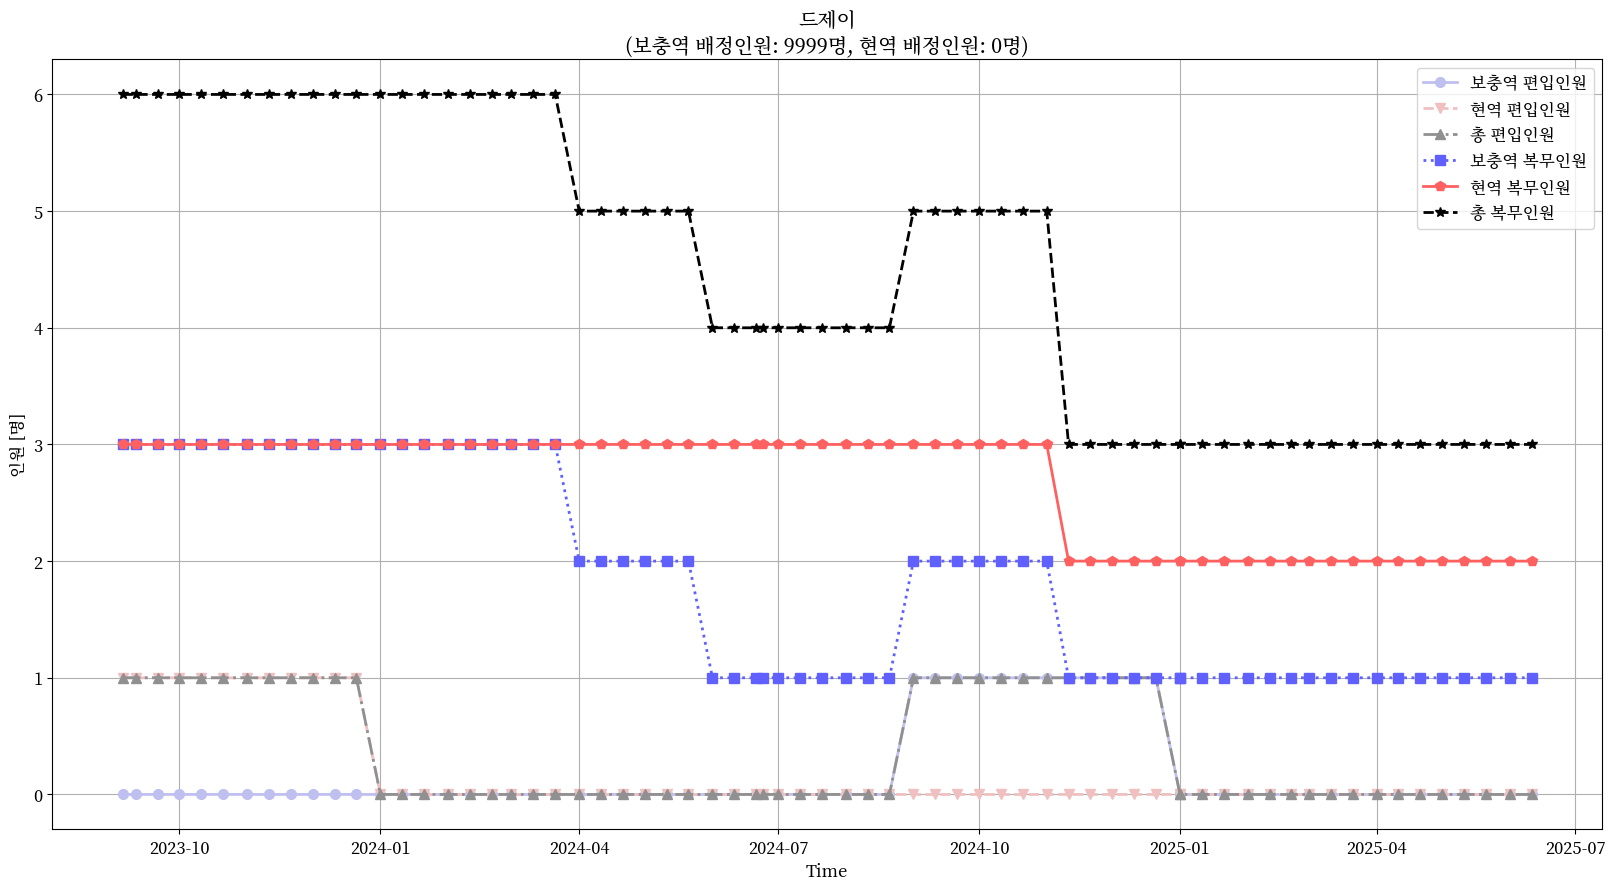 드제이
(보충역 배정인원: 9999명, 현역 배정인원: 0명)
보충역 편입인원
현역 편입인원
총 편입인원
보충역 복무인원
현역 복무인원
총 복무인원
인원 [명]
6
5
4
3
2
1
0
2023-10
2024-01
2024-04
2024-07
2024-10
2025-01
2025-04
2025-07
Time